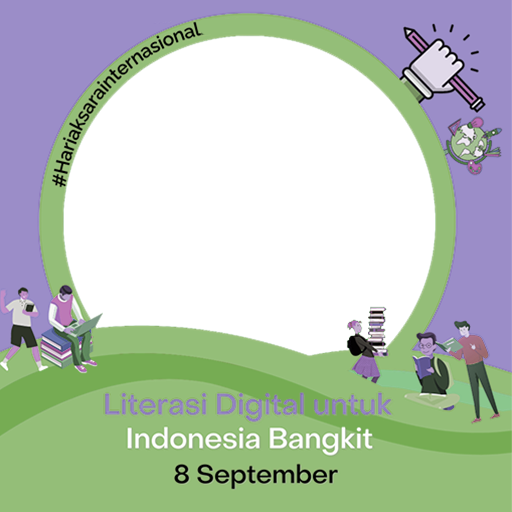 #Hariaksarainternasional
Literasi Digital untuk
Indonesia Bangkit
8 September